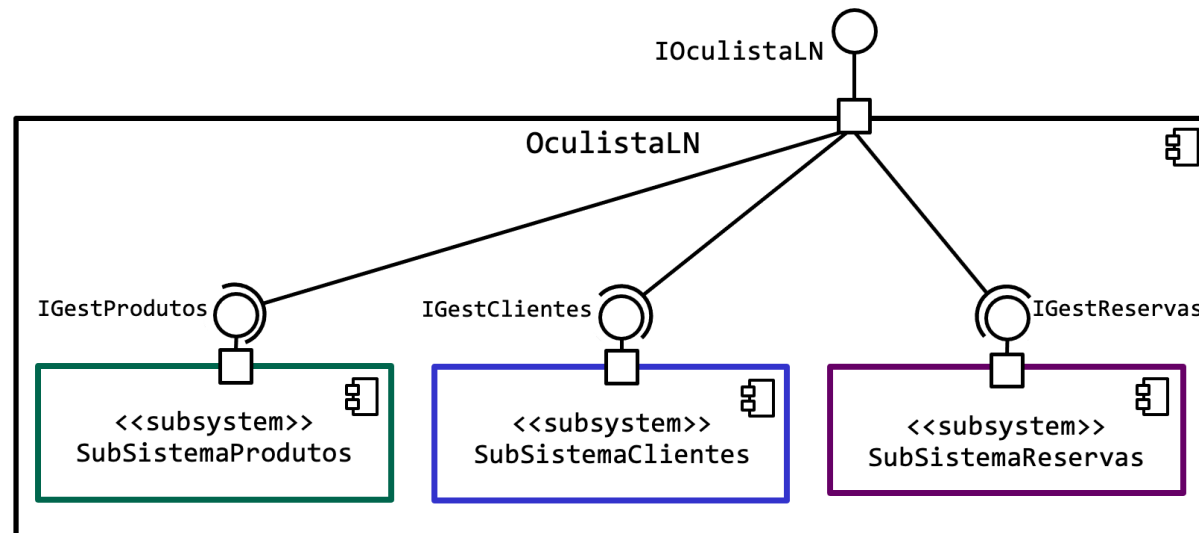 IOculistaLN
OculistaLN
IGestProdutos
IGestClientes
IGestReservas
<<subsystem>>
SubSistemaProdutos
<<subsystem>>
SubSistemaClientes
<<subsystem>>
SubSistemaReservas